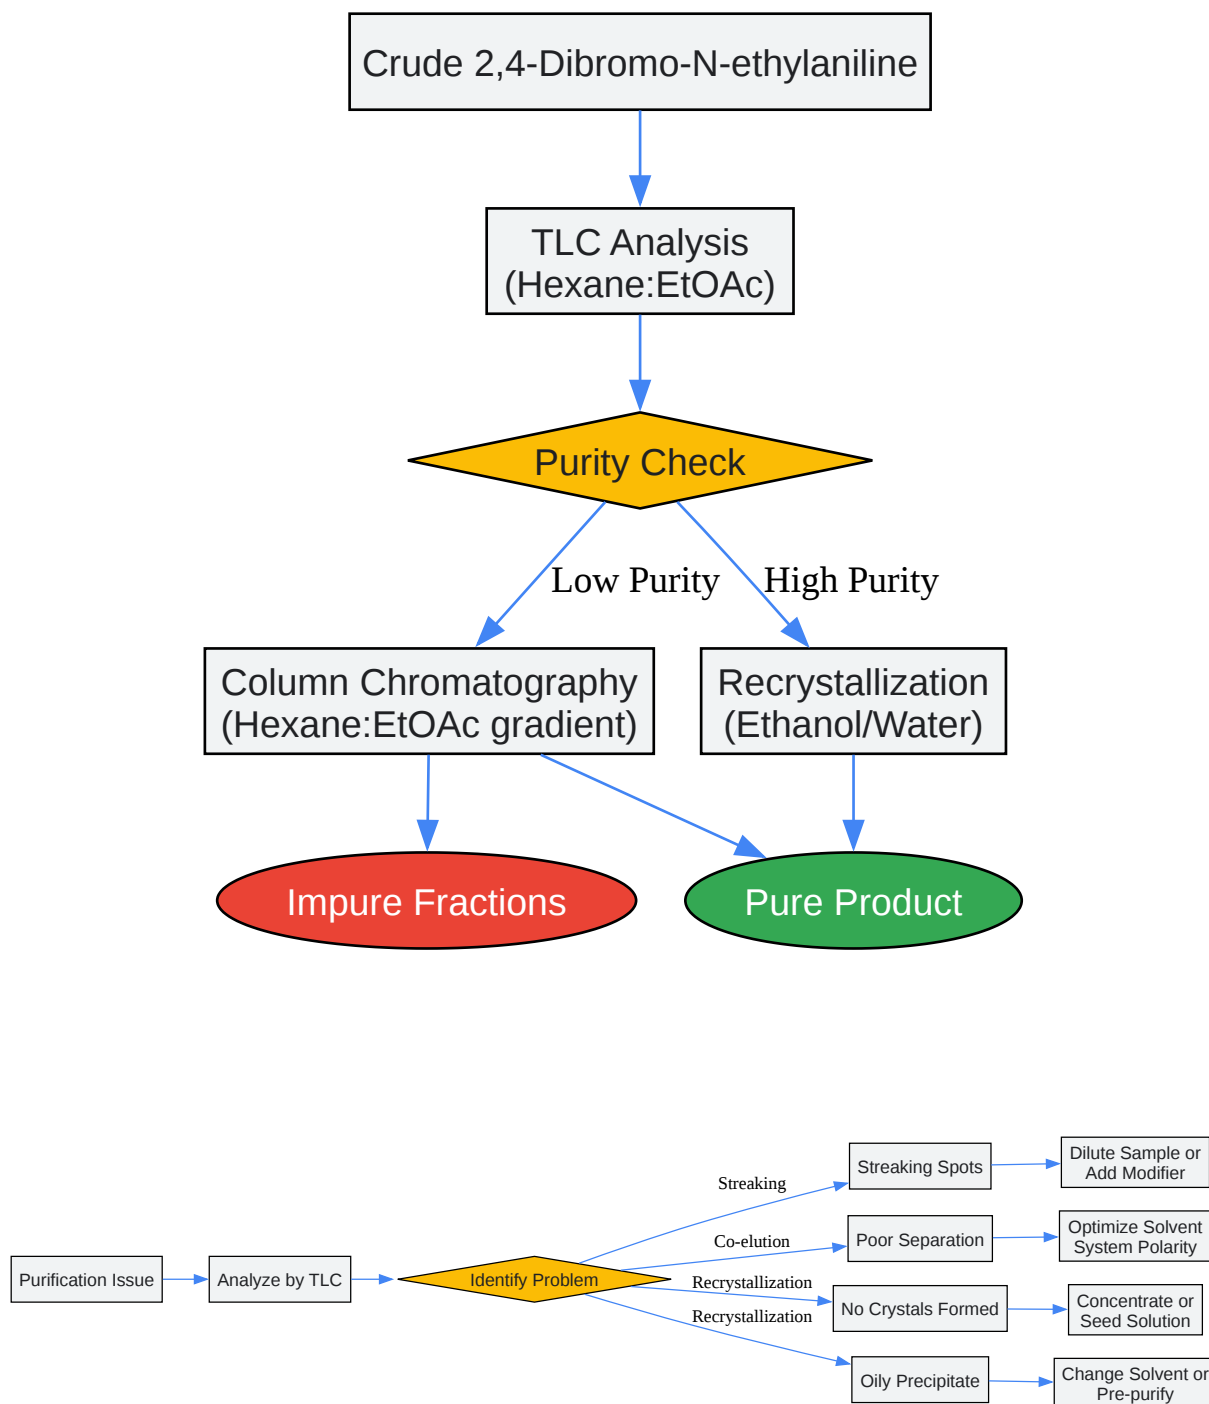 Crude 2,4-Dibromo-N-ethylaniline
TLC Analysis
(Hexane:EtOAc)
Purity Check
Low Purity
High Purity
Column Chromatography
(Hexane:EtOAc gradient)
Recrystallization
(Ethanol/Water)
Impure Fractions
Pure Product
Purification Issue
Analyze by TLC
Identify Problem
Streaking
Streaking Spots
Dilute Sample or
Add Modifier
Co-elution
Poor Separation
Optimize Solvent
System Polarity
Recrystallization
No Crystals Formed
Concentrate or
Seed Solution
Recrystallization
Oily Precipitate
Change Solvent or
Pre-purify